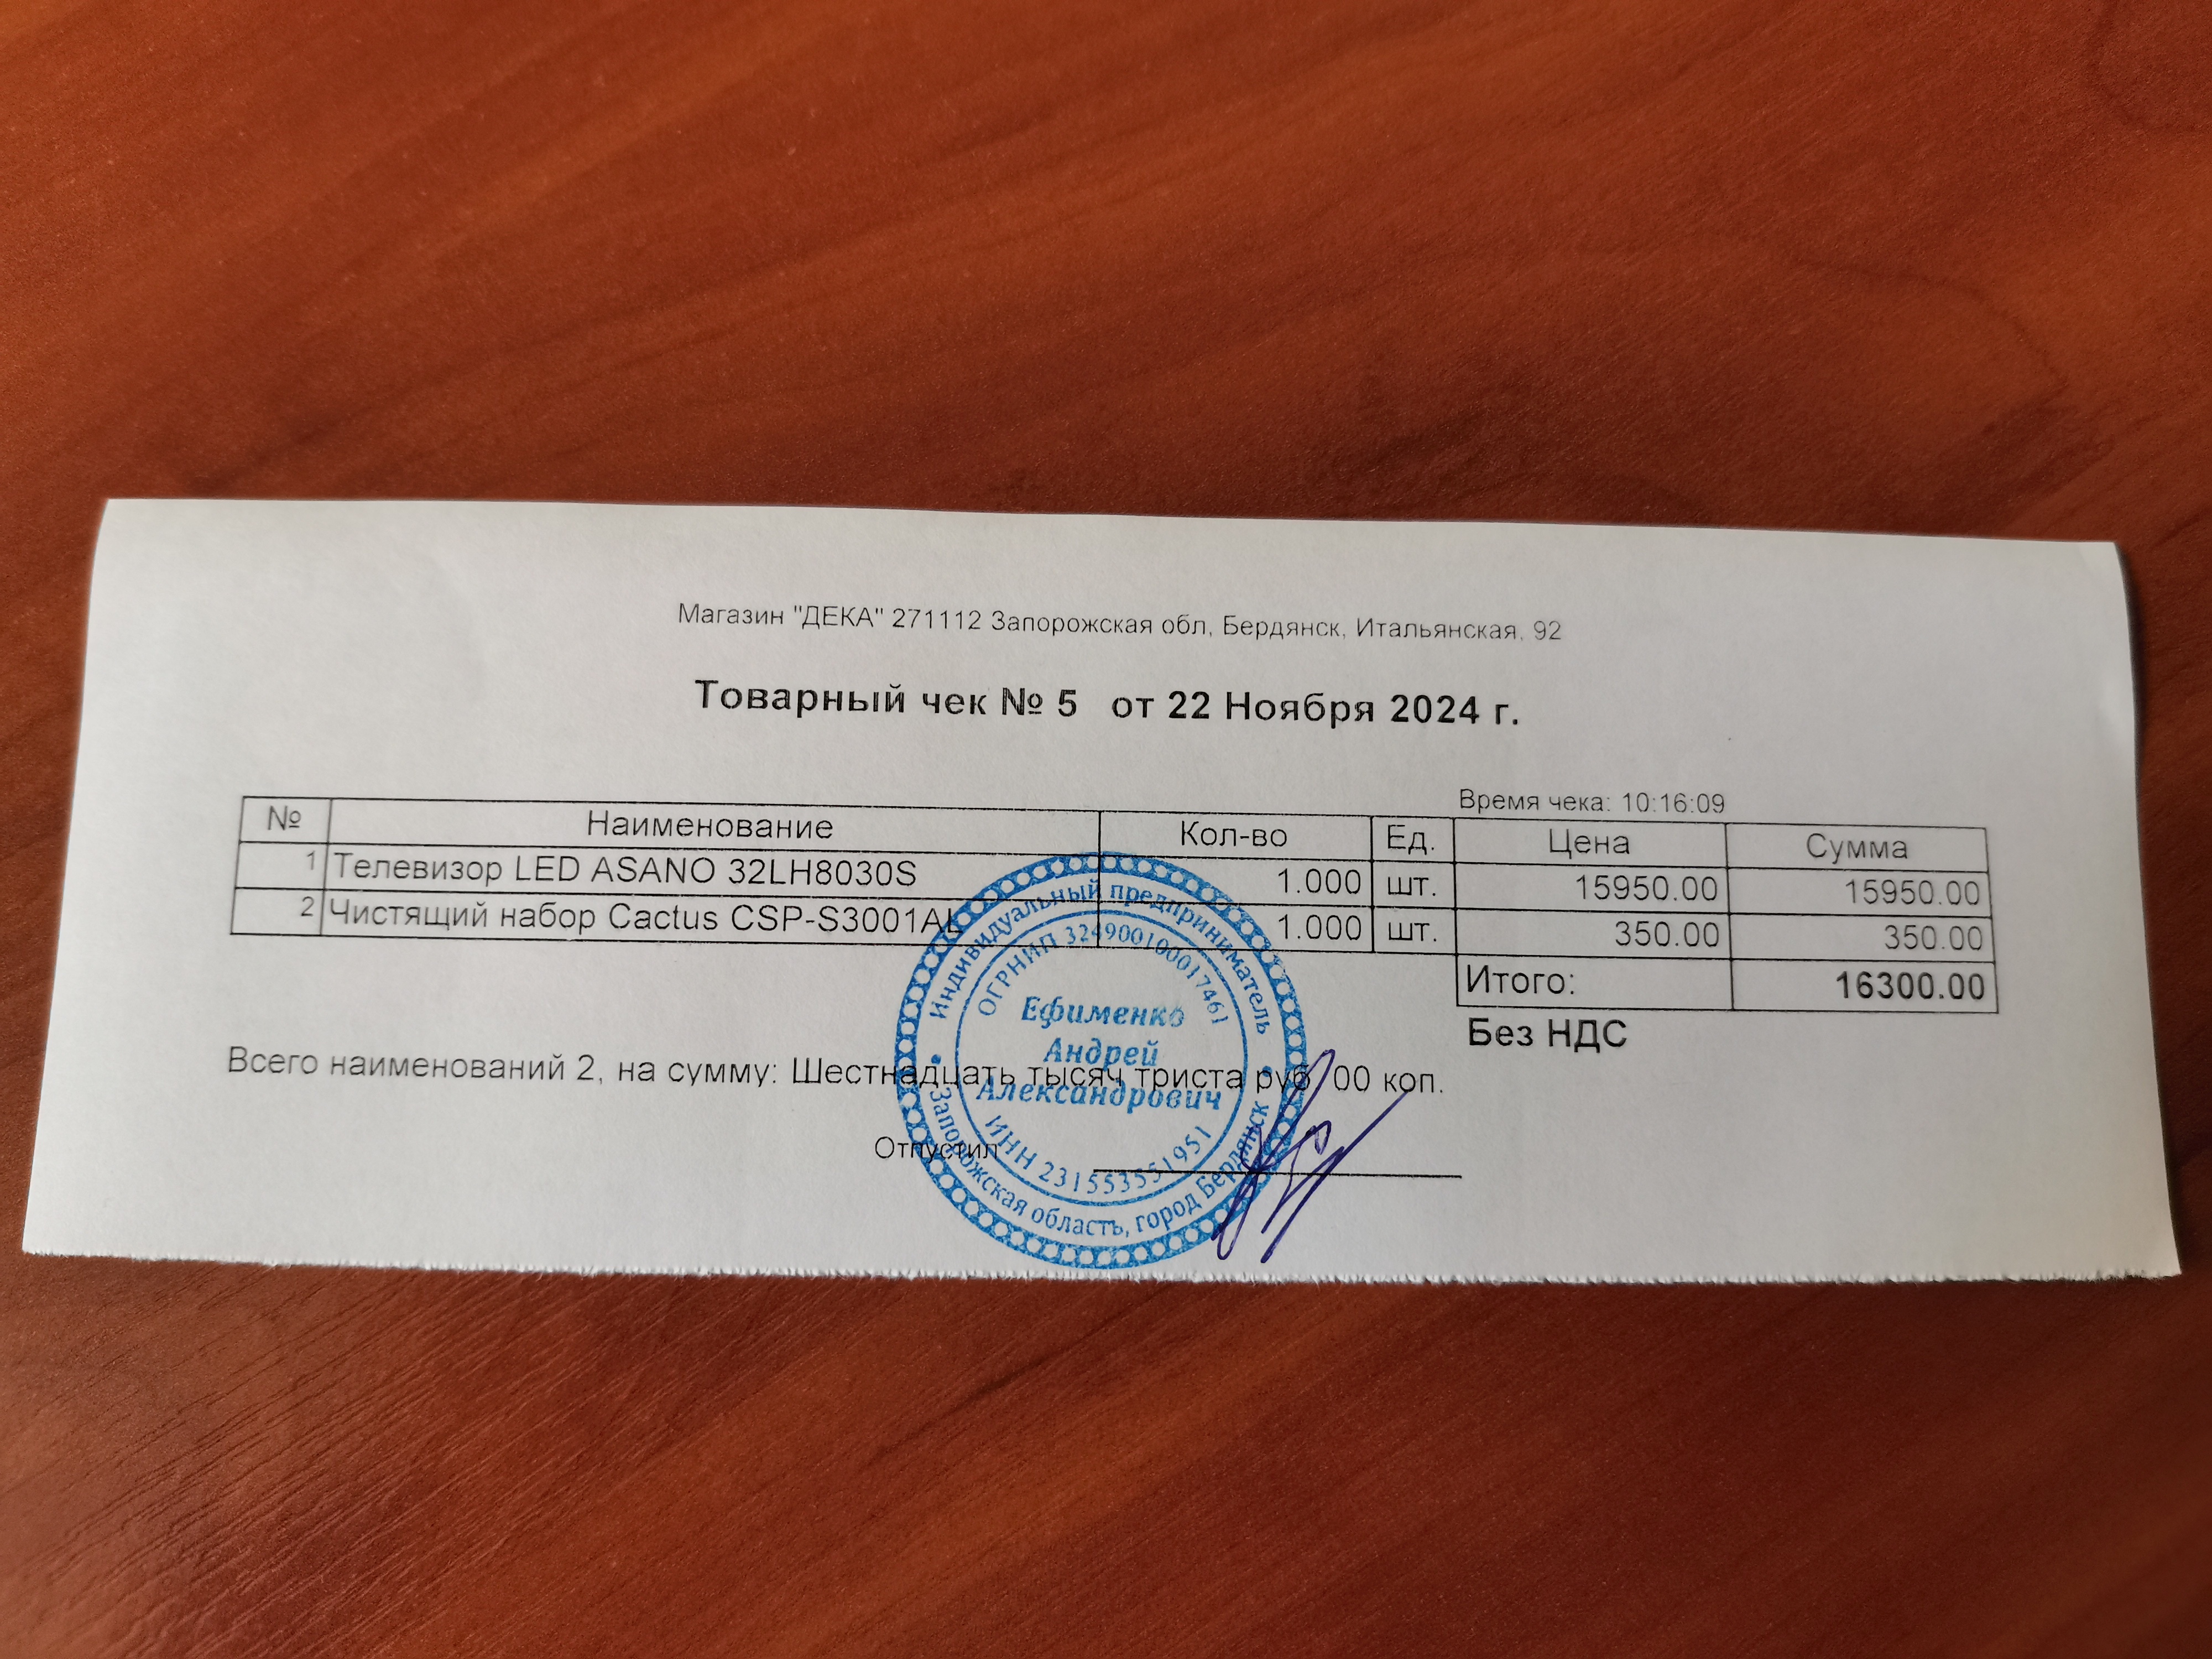 Магазин "ДЕКА" 271112 Запорожская обл, Бердянск, Итальянская, 92
Товарный чек № 5 от 22 Ноября 2024 г.
Время чека: 10:16:09
№ Наименование Кол-во Ед. Цена Сумма
1 Телевизор LED ASANO 32LH8030S 1.000 шт. 15950.00 15950.00
2 Чистящий набор Cactus CSP-S3001AL 1.000 шт. 350.00 350.00
Итого: 16300.00
Без НДС
Всего наименований 2, на сумму: Шестнадцать тысяч триста руб. 00 коп.
Отпустил
Индивидуальный предприниматель
ОГРНИП 324900100017461
Ефименко
Андрей
Александрович
ИНН 231553551951
Запорожская область, город Бердянск